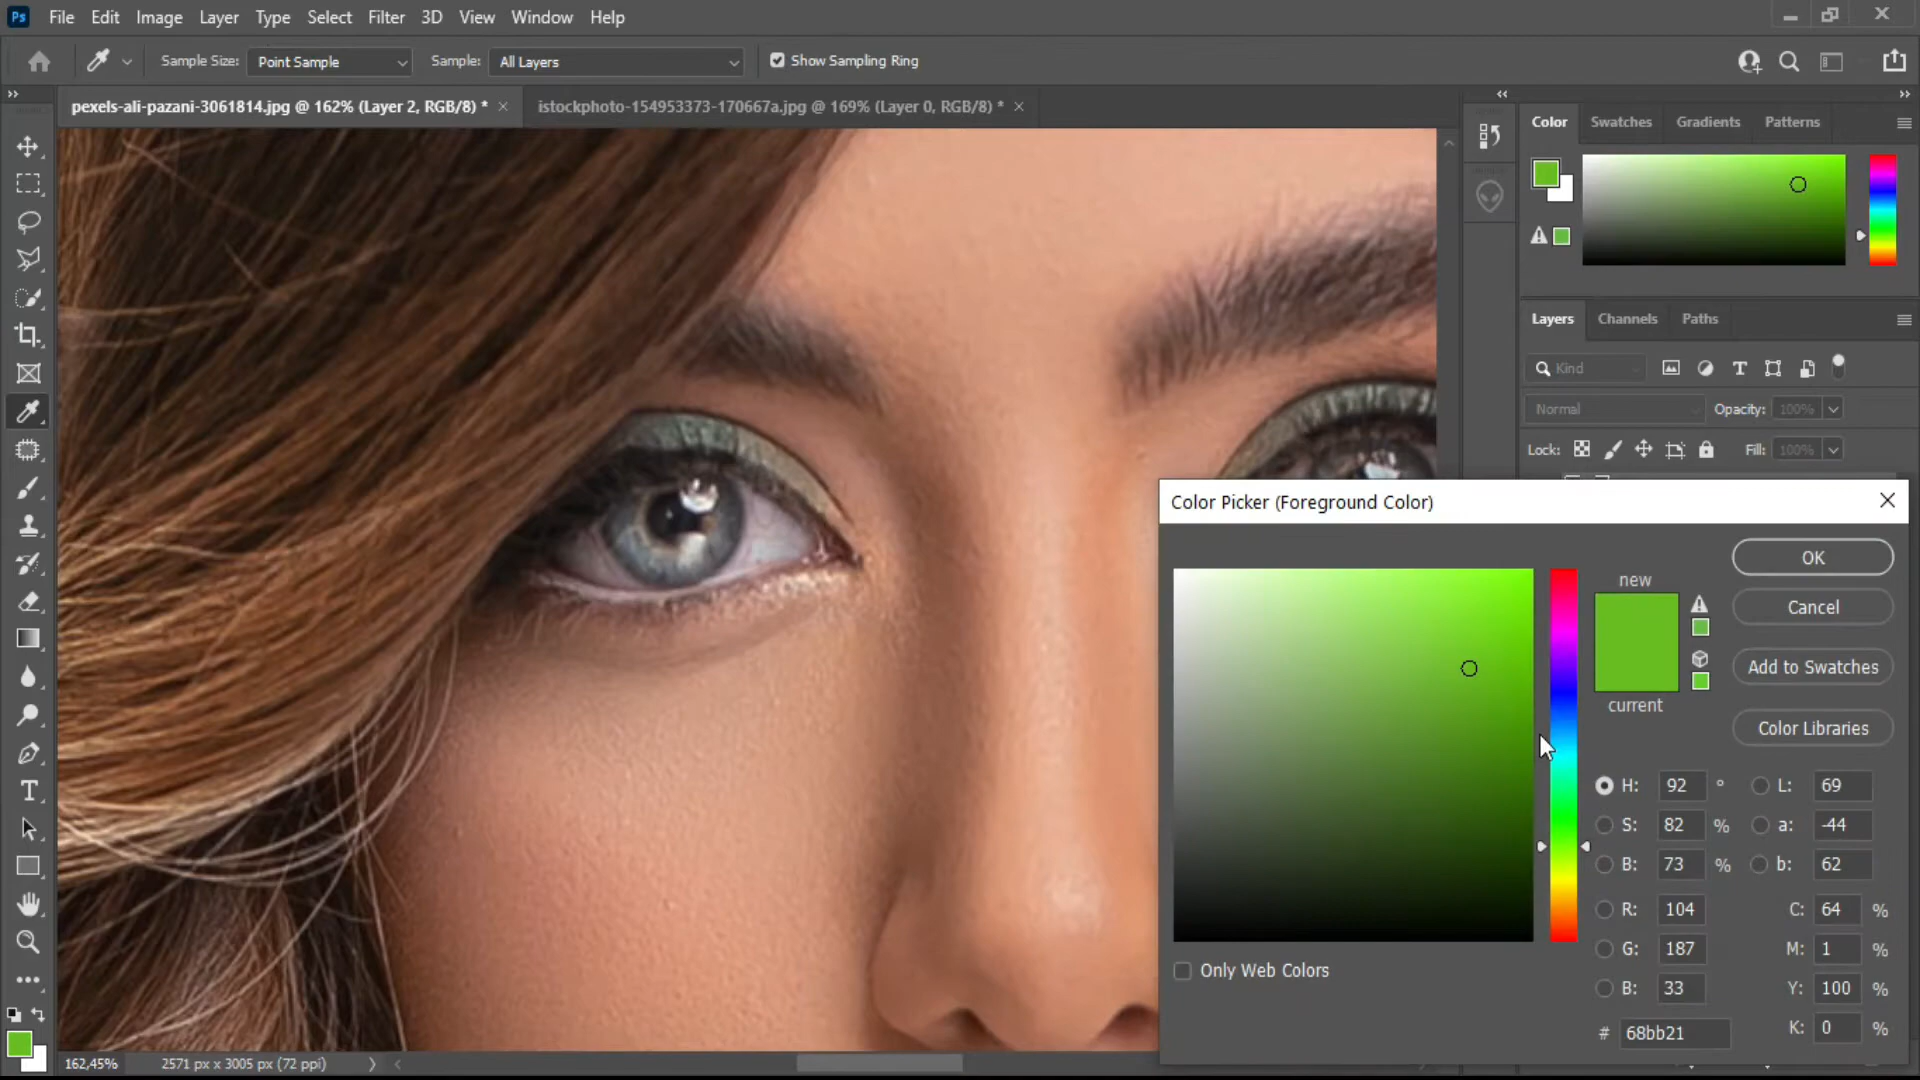 Ps File Edit Image Layer Type Select Filter 3D View Window Help
Sample Size: Point Sample Sample: All Layers Show Sampling Ring
pexels-ali-pazani-3061814.jpg @ 162% (Layer 2, RGB/8) * istockphoto-154953373-170667a.jpg @ 169% (Layer 0, RGB/8) *
Color Swatches Gradients Patterns
Layers Channels Paths
Kind
Normal Opacity: 100%
Lock: Fill: 100%
Color Picker (Foreground Color)
new
current
OK
Cancel
Add to Swatches
Color Libraries
H: 92 ° L: 69
S: 82 % a: -44
B: 73 % b: 62
R: 104 C: 64 %
G: 187 M: 1 %
B: 33 Y: 100 %
# 68bb21 K: 0 %
Only Web Colors
162,45% 2571 px x 3005 px (72 ppi)